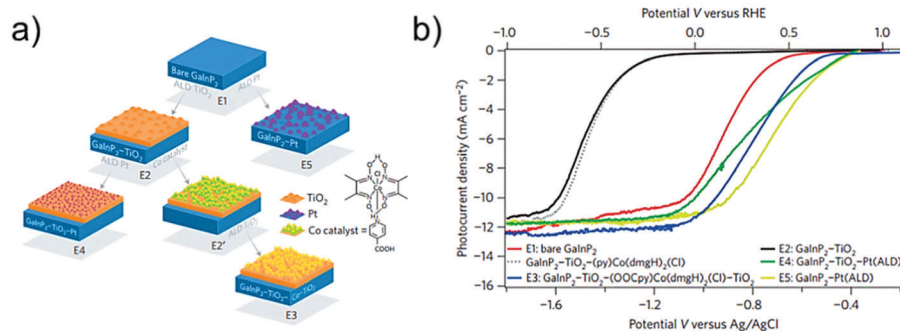 a)
Bare GaInP₂
E1
ALD TiO₂
ALD Pt
GaInP₂–TiO₂
E2
ALD Pt
Co catalyst
GaInP₂–Pt
E5
GaInP₂–TiO₂–Pt
E4
E2'
ALD TiO₂
GaInP₂–TiO₂–
Co–TiO₂
E3
TiO₂
Pt
Co catalyst =
H
O
O
N
Cl
N
Co
N
N
O
O
H
N
COOH
b)
Potential V versus RHE
−1.0
−0.5
0.0
0.5
1.0
Photocurrent density (mA cm⁻²)
0
−2
−4
−6
−8
−10
−12
−14
−16
E1: bare GaInP₂
E2: GaInP₂–TiO₂
GaInP₂–TiO₂–(py)Co(dmgH)₂(Cl)
E4: GaInP₂–TiO₂–Pt(ALD)
E3: GaInP₂–TiO₂–(OOCpy)Co(dmgH)₂(Cl)–TiO₂
E5: GaInP₂–Pt(ALD)
−1.6
−1.2
−0.8
−0.4
Potential V versus Ag/AgCl